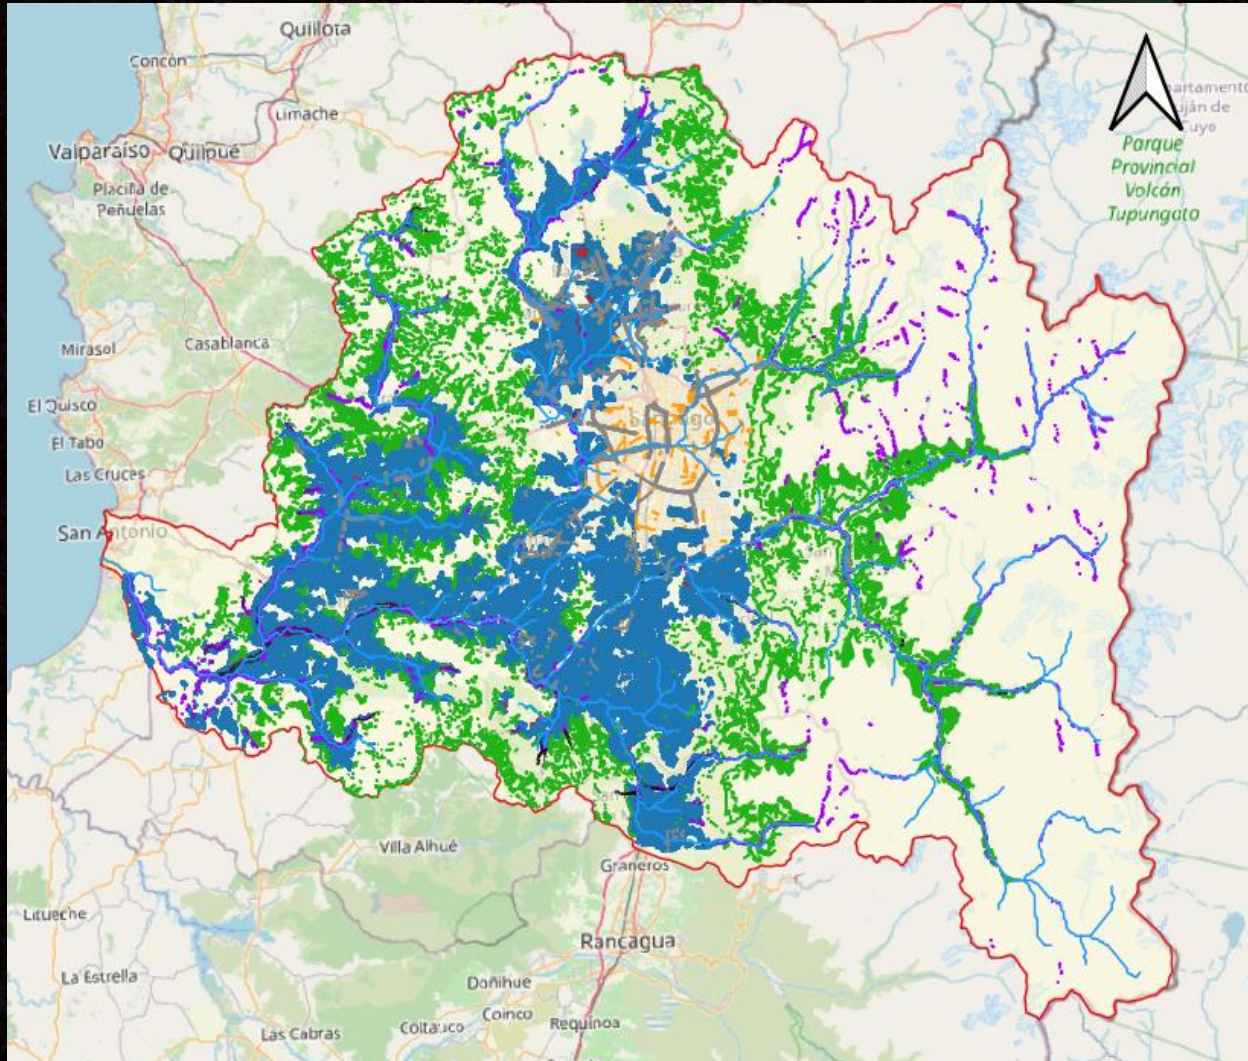 Quillota
Concón
Limache
Valparaíso
Quilpué
Placilla de
Peñuelas
Parque
Provincial
Volcán
Tupungato
Mirasol
Casablanca
El Quisco
El Tabo
Las Cruces
San Antonio
Villa Alhué
Graneros
Litueche
Rancagua
La Estrella
Doñihue
Coinco
Requínoa
Coltauco
Las Cabras